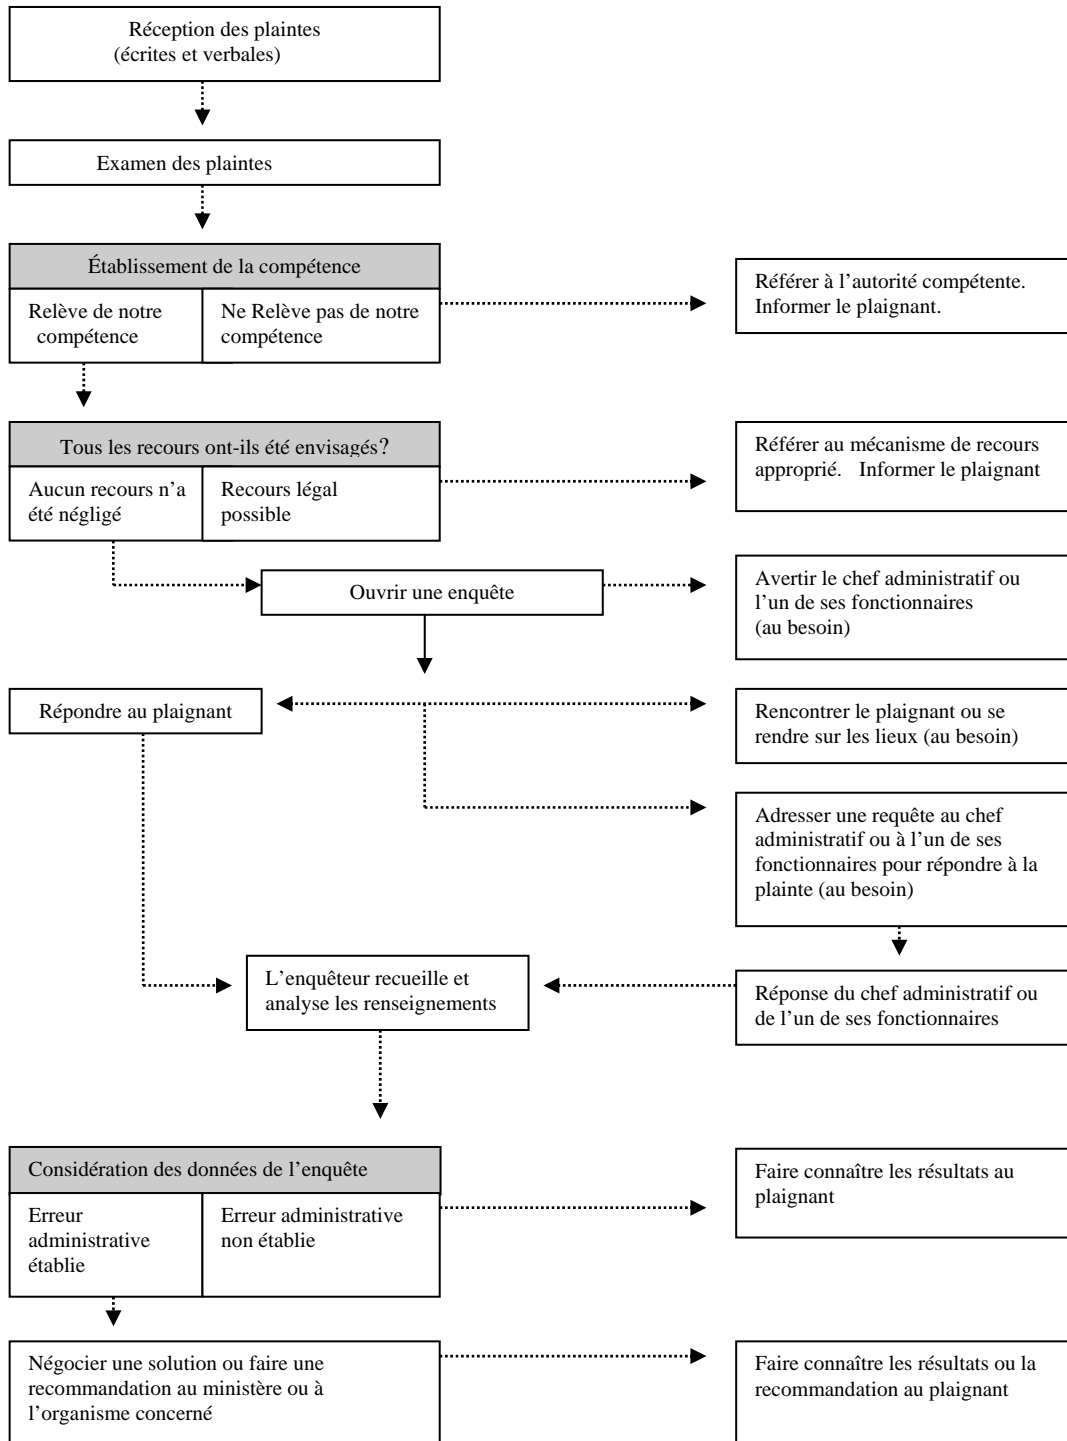 Réception des plaintes
(écrites et verbales)
Examen des plaintes
Établissement de la compétence
Relève de notre
compétence
Ne Relève pas de notre
compétence
Référer à l’autorité compétente.
Informer le plaignant.
Tous les recours ont-ils été envisagés?
Aucun recours n’a
été négligé
Recours légal
possible
Référer au mécanisme de recours
approprié. Informer le plaignant
Ouvrir une enquête
Avertir le chef administratif ou
l’un de ses fonctionnaires
(au besoin)
Répondre au plaignant
Rencontrer le plaignant ou se
rendre sur les lieux (au besoin)
Adresser une requête au chef
administratif ou à l’un de ses
fonctionnaires pour répondre à la
plainte (au besoin)
L’enquêteur recueille et
analyse les renseignements
Réponse du chef administratif ou
de l’un de ses fonctionnaires
Considération des données de l’enquête
Erreur
administrative
établie
Erreur administrative
non établie
Faire connaître les résultats au
plaignant
Négocier une solution ou faire une
recommandation au ministère ou à
l’organisme concerné
Faire connaître les résultats ou la
recommandation au plaignant